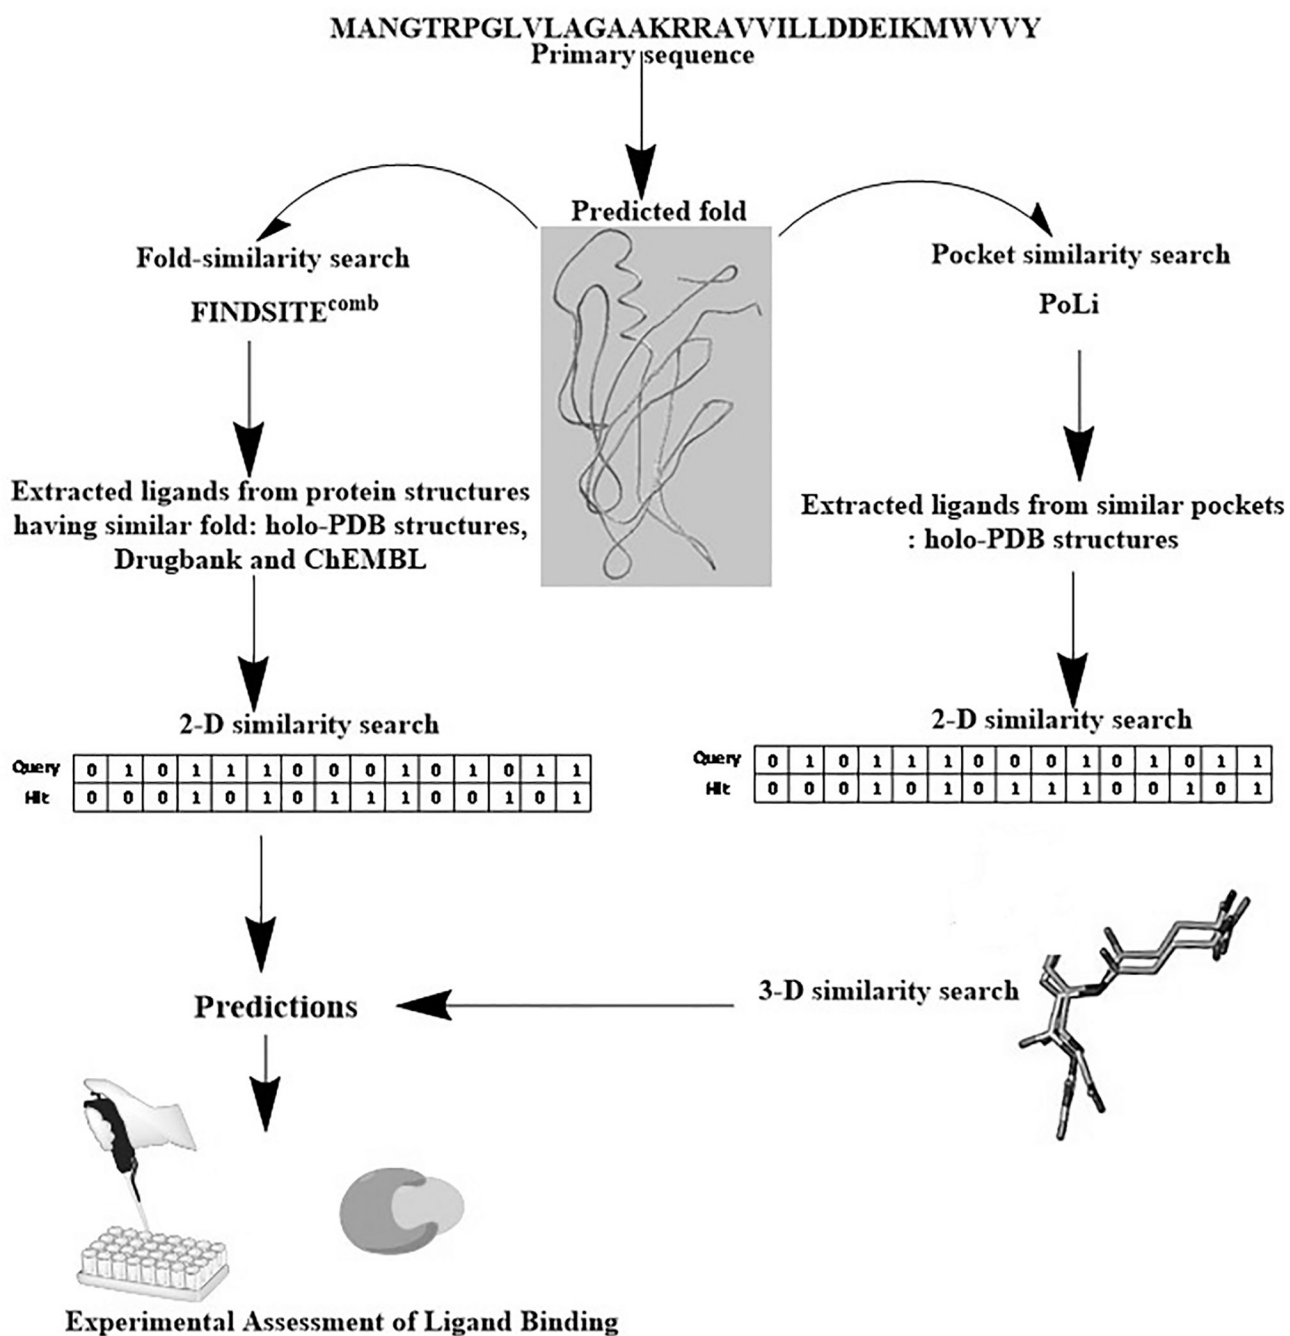 MANGTRPGLVLAGAAKRRAVVILLDDEIKMWVVVY
Primary sequence
Predicted fold
Fold-similarity search
FINDSITEcomb
Extracted ligands from protein structures
having similar fold: holo-PDB structures,
Drugbank and ChEMBL
2-D similarity search
Query 0 1 0 1 1 1 0 0 0 1 0 1 0 1 1
Hit 0 0 0 1 0 1 0 1 1 1 0 0 1 0 1
Pocket similarity search
PoLi
Extracted ligands from similar pockets
: holo-PDB structures
2-D similarity search
Query 0 1 0 1 1 1 0 0 0 1 0 1 0 1 1
Hit 0 0 0 1 0 1 0 1 1 1 0 0 1 0 1
3-D similarity search
Predictions
Experimental Assessment of Ligand Binding